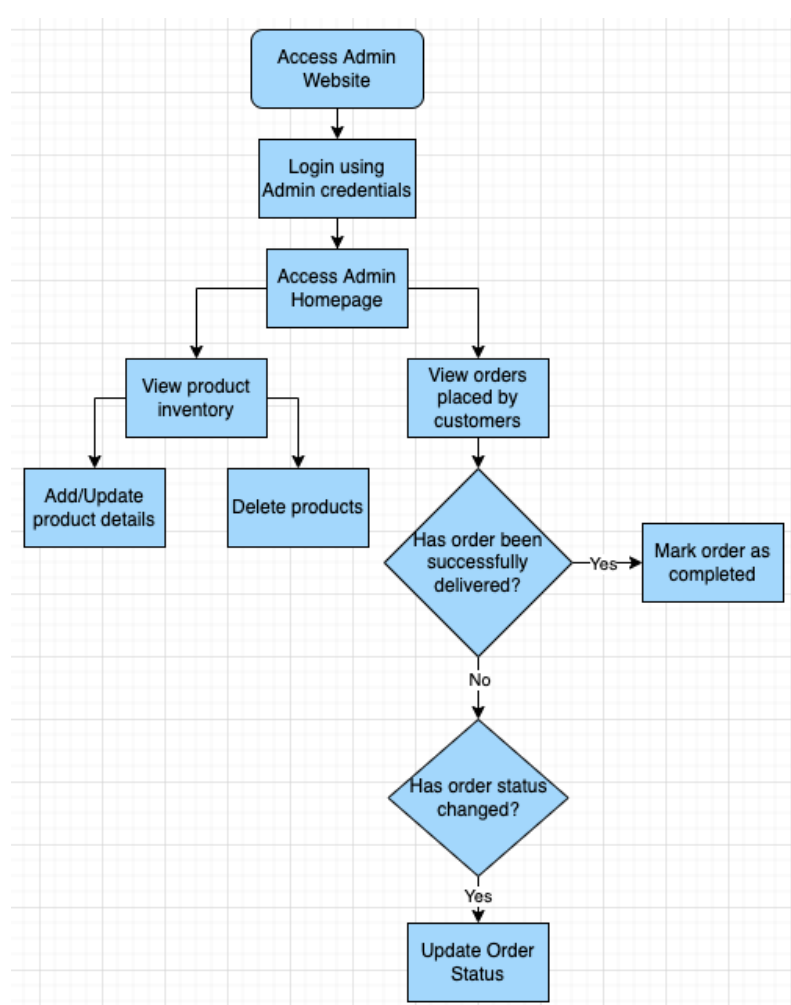 Access Admin
Website
Login using
Admin credentials
Access Admin
Homepage
View product
inventory
View orders
placed by
customers
Add/Update
product details
Delete products
Has order been
successfully
delivered?
Yes
Mark order as
completed
No
Has order status
changed?
Yes
Update Order
Status